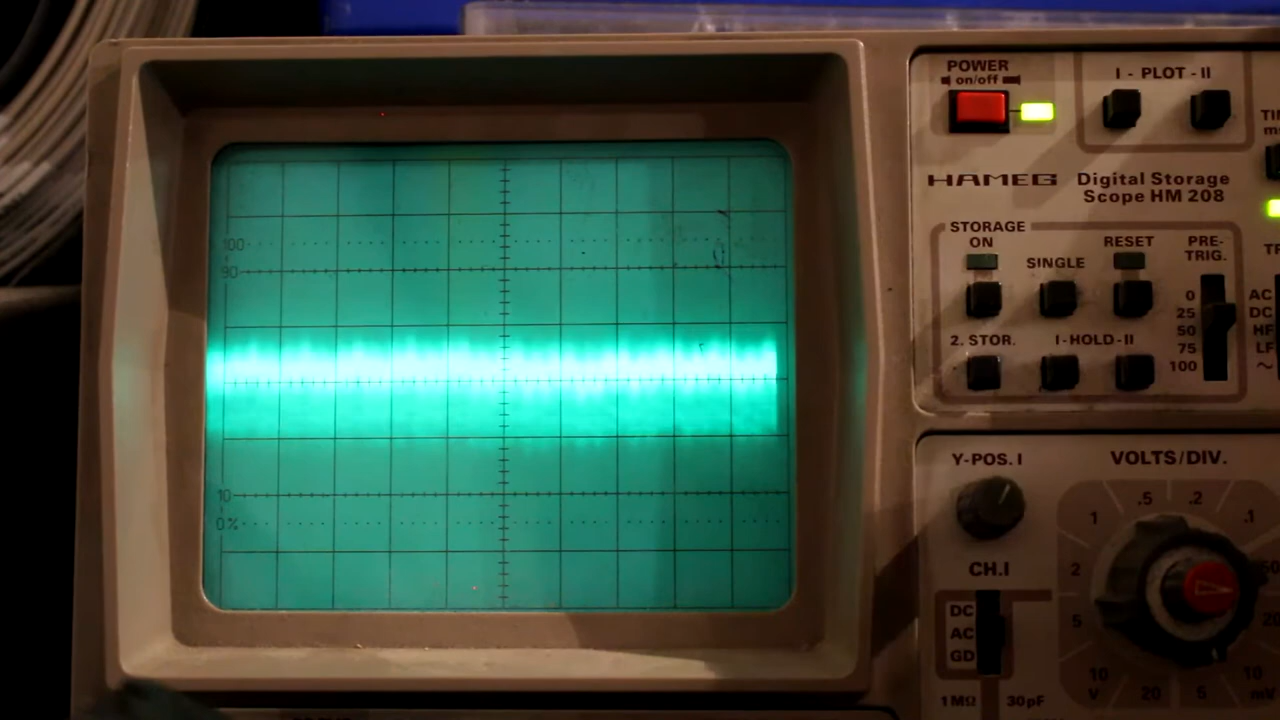 POWER
on/off
I - PLOT - II
HAMEG Digital Storage
Scope HM 208
STORAGE
ON
SINGLE
RESET
PRE-
TRIG.
0
25
50
75
100
2. STOR.
I-HOLD-II
AC
DC
HF
LF
~
100
90
10
0%
Y-POS. I
VOLTS/DIV.
CH.I
DC
AC
GD
1MΩ
30pF
.5
.2
.1
1
2
5
10
V
20
5
10